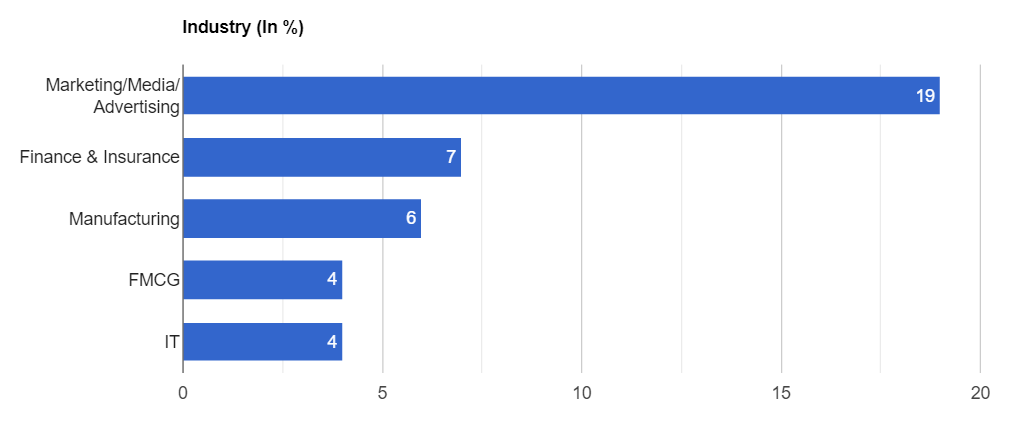 Industry (In %)
Marketing/Media/
Advertising
19
Finance & Insurance
7
Manufacturing
6
FMCG
4
IT
4
0 5 10 15 20